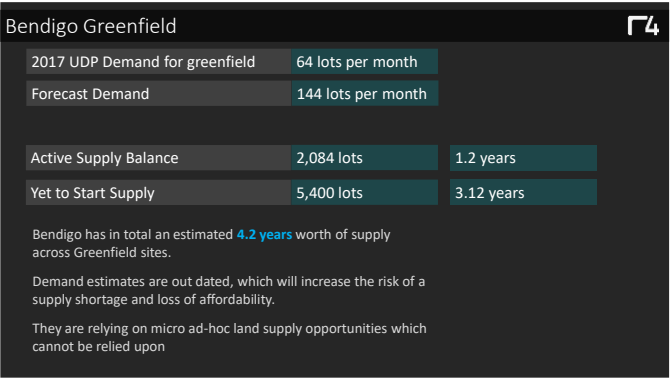 Bendigo Greenfield
2017 UDP Demand for greenfield 64 lots per month
Forecast Demand 144 lots per month
Active Supply Balance 2,084 lots 1.2 years
Yet to Start Supply 5,400 lots 3.12 years
Bendigo has in total an estimated 4.2 years worth of supply
across Greenfield sites.
Demand estimates are out dated, which will increase the risk of a
supply shortage and loss of affordability.
They are relying on micro ad-hoc land supply opportunities which
cannot be relied upon